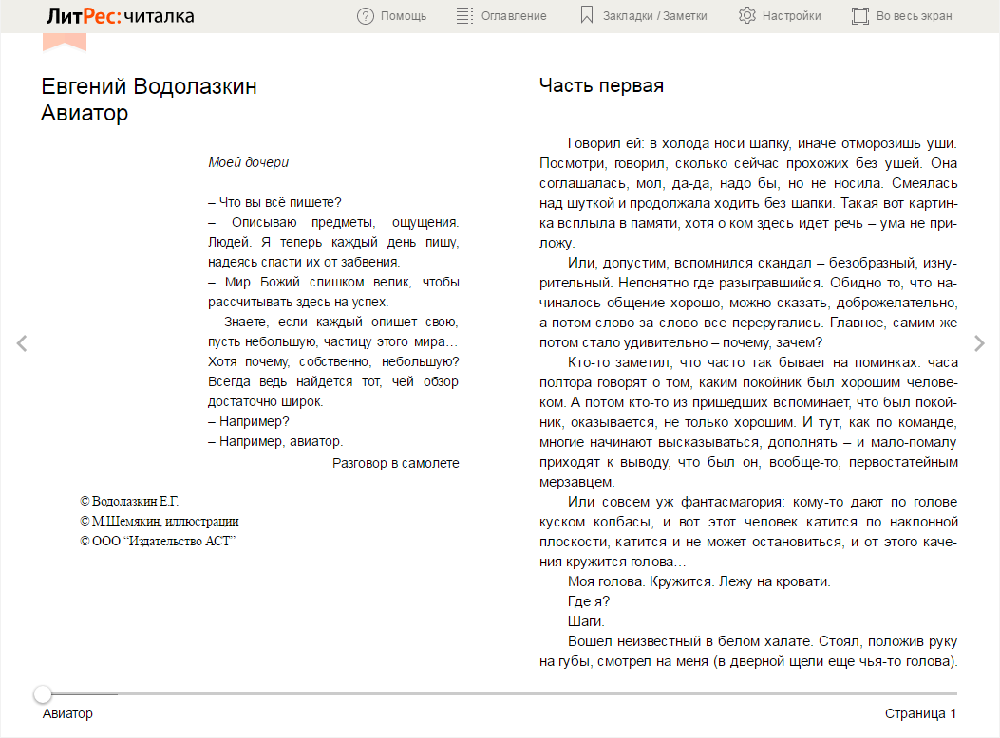 ЛитРес: читалка
Помощь
Оглавление
Закладки / Заметки
Настройки
Во весь экран
Евгений Водолазкин
Авиатор
Моей дочери
– Что вы всё пишете?
– Описываю предметы, ощущения.
Людей. Я теперь каждый день пишу,
надеясь спасти их от забвения.
– Мир Божий слишком велик, чтобы
рассчитывать здесь на успех.
– Знаете, если каждый опишет свою,
пусть небольшую, частицу этого мира…
Хотя почему, собственно, небольшую?
Всегда ведь найдется тот, чей обзор
достаточно широк.
– Например?
– Например, авиатор.
Разговор в самолете
© Водолазкин Е.Г.
© М.Шемякин, иллюстрации
© ООО “Издательство АСТ”
Часть первая
Говорил ей: в холода носи шапку, иначе отморозишь уши.
Посмотри, говорил, сколько сейчас прохожих без ушей. Она
соглашалась, мол, да-да, надо бы, но не носила. Смеялась
над шуткой и продолжала ходить без шапки. Такая вот картин-
ка всплыла в памяти, хотя о ком здесь идет речь – ума не при-
ложу.
Или, допустим, вспомнился скандал – безобразный, изну-
рительный. Непонятно где разыгравшийся. Обидно то, что на-
чиналось общение хорошо, можно сказать, доброжелательно,
а потом слово за слово все переругались. Главное, самим же
потом стало удивительно – почему, зачем?
Кто-то заметил, что часто так бывает на поминках: часа
полтора говорят о том, каким покойник был хорошим челове-
ком. А потом кто-то из пришедших вспоминает, что был покой-
ник, оказывается, не только хорошим. И тут, как по команде,
многие начинают высказываться, дополнять – и мало-помалу
приходят к выводу, что был он, вообще-то, первостатейным
мерзавцем.
Или совсем уж фантасмагория: кому-то дают по голове
куском колбасы, и вот этот человек катится по наклонной
плоскости, катится и не может остановиться, и от этого каче-
ния кружится голова…
Моя голова. Кружится. Лежу на кровати.
Где я?
Шаги.
Вошел неизвестный в белом халате. Стоял, положив руку
на губы, смотрел на меня (в дверной щели еще чья-то голова).
Авиатор
Страница 1